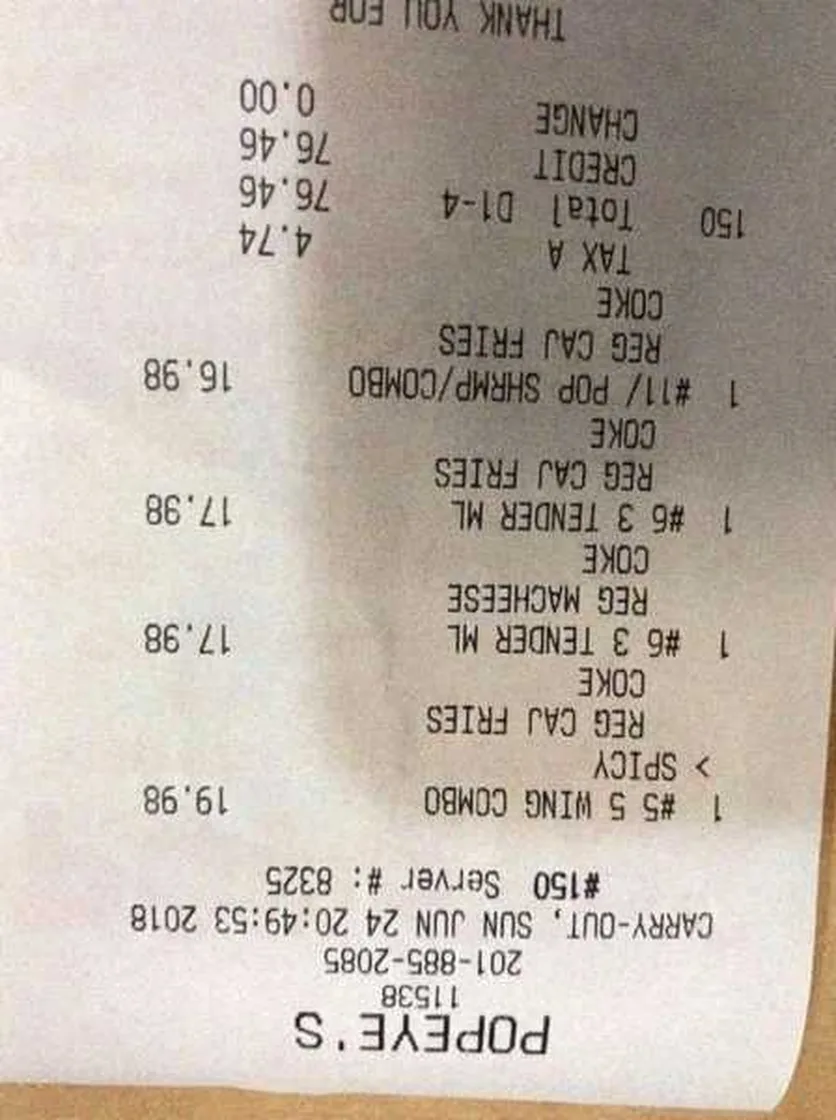 POPEYE'S
11538
201-885-2085
CARRY-OUT, SUN JUN 24 20:49:53 2018
#150 Server #: 8325
1 #5 5 WING COMBO 19.98
> SPICY
REG CAJ FRIES
COKE
1 #6 3 TENDER ML 17.98
REG MACHEESE
COKE
1 #6 3 TENDER ML 17.98
REG CAJ FRIES
COKE
1 #11/ POP SHRMP/COMBO 16.98
REG CAJ FRIES
COKE
TAX A 4.74
150 Total D1-4 76.46
CREDIT 76.46
CHANGE 0.00
THANK YOU FOR